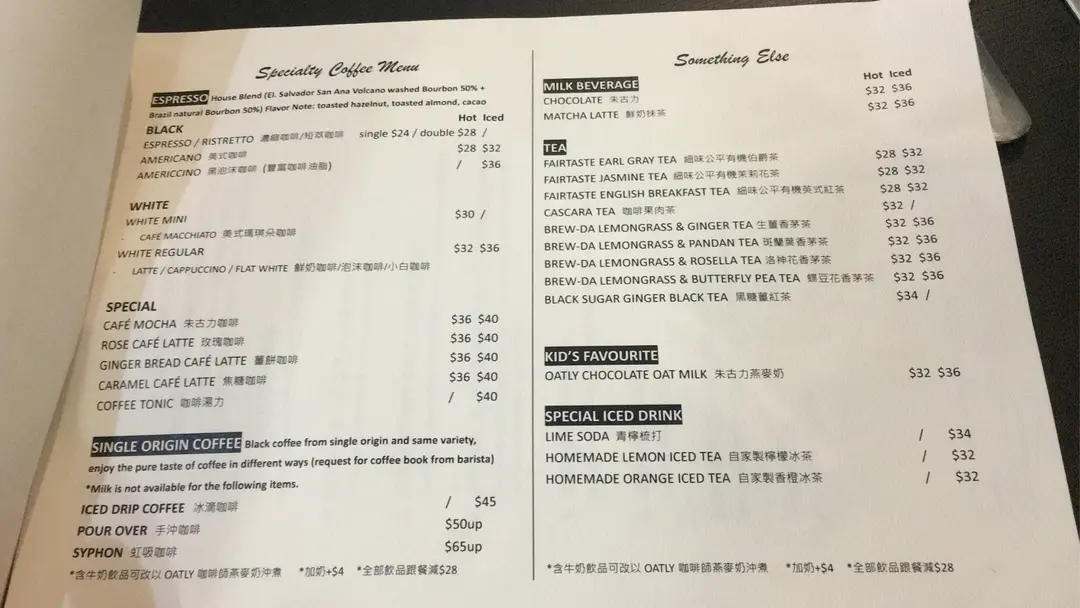 Specialty Coffee Menu
ESPRESSO House Blend (El. Salvador San Ana Volcano washed Bourbon 50% +
Brazil natural Bourbon 50%) Flavor Note: toasted hazelnut, toasted almond, cacao
Hot Iced
BLACK
ESPRESSO / RISTRETTO 濃縮咖啡/短萃咖啡 single $24 / double $28 /
AMERICANO 美式咖啡 $28 $32
AMERICCINO 黑泡沫咖啡 (豐富咖啡油脂) / $36
WHITE
WHITE MINI $30 /
- CAFÉ MACCHIATO 美式瑪琪朵咖啡
WHITE REGULAR $32 $36
- LATTE / CAPPUCCINO / FLAT WHITE 鮮奶咖啡/泡沫咖啡/小白咖啡
SPECIAL
CAFÉ MOCHA 朱古力咖啡 $36 $40
ROSE CAFÉ LATTE 玫瑰咖啡 $36 $40
GINGER BREAD CAFÉ LATTE 薑餅咖啡 $36 $40
CARAMEL CAFÉ LATTE 焦糖咖啡 $36 $40
COFFEE TONIC 咖啡湯力 / $40
SINGLE ORIGIN COFFEE Black coffee from single origin and same variety,
enjoy the pure taste of coffee in different ways (request for coffee book from barista)
*Milk is not available for the following items.
ICED DRIP COFFEE 冰滴咖啡 / $45
POUR OVER 手沖咖啡 $50up
SYPHON 虹吸咖啡 $65up
*含牛奶飲品可改以 OATLY 咖啡師燕麥奶沖煮 *加奶+$4 *全部飲品跟餐減$28
Something Else
Hot Iced
MILK BEVERAGE
CHOCOLATE 朱古力 $32 $36
MATCHA LATTE 鮮奶抹茶 $32 $36
TEA
FAIRTASTE EARL GRAY TEA 細味公平有機伯爵茶 $28 $32
FAIRTASTE JASMINE TEA 細味公平有機茉莉花茶 $28 $32
FAIRTASTE ENGLISH BREAKFAST TEA 細味公平有機英式紅茶 $28 $32
CASCARA TEA 咖啡果肉茶 $32 /
BREW-DA LEMONGRASS & GINGER TEA 生薑香茅茶 $32 $36
BREW-DA LEMONGRASS & PANDAN TEA 斑蘭葉香茅茶 $32 $36
BREW-DA LEMONGRASS & ROSELLA TEA 洛神花香茅茶 $32 $36
BREW-DA LEMONGRASS & BUTTERFLY PEA TEA 蝶豆花香茅茶 $32 $36
BLACK SUGAR GINGER BLACK TEA 黑糖薑紅茶 $34 /
KID'S FAVOURITE
OATLY CHOCOLATE OAT MILK 朱古力燕麥奶 $32 $36
SPECIAL ICED DRINK
LIME SODA 青檸梳打 / $34
HOMEMADE LEMON ICED TEA 自家製檸檬冰茶 / $32
HOMEMADE ORANGE ICED TEA 自家製香橙冰茶 / $32
*含牛奶飲品可改以 OATLY 咖啡師燕麥奶沖煮 *加奶+$4 *全部飲品跟餐減$28